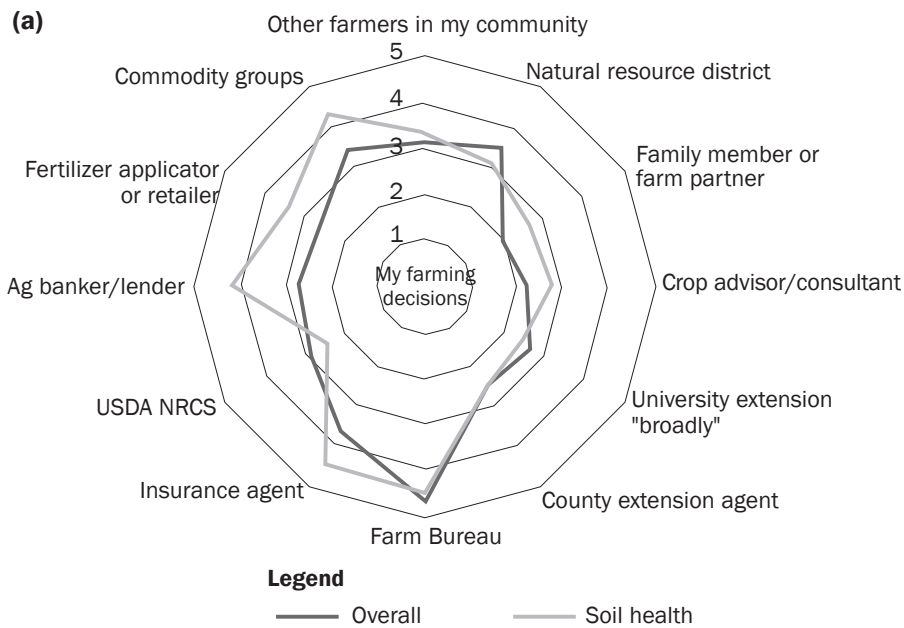 (a)
Other farmers in my community
5
Commodity groups
Natural resource district
4
3
Fertilizer applicator
or retailer
Family member or
farm partner
2
1
Ag banker/lender
My farming
decisions
Crop advisor/consultant
USDA NRCS
University extension
"broadly"
Insurance agent
County extension agent
Farm Bureau
Legend
Overall
Soil health